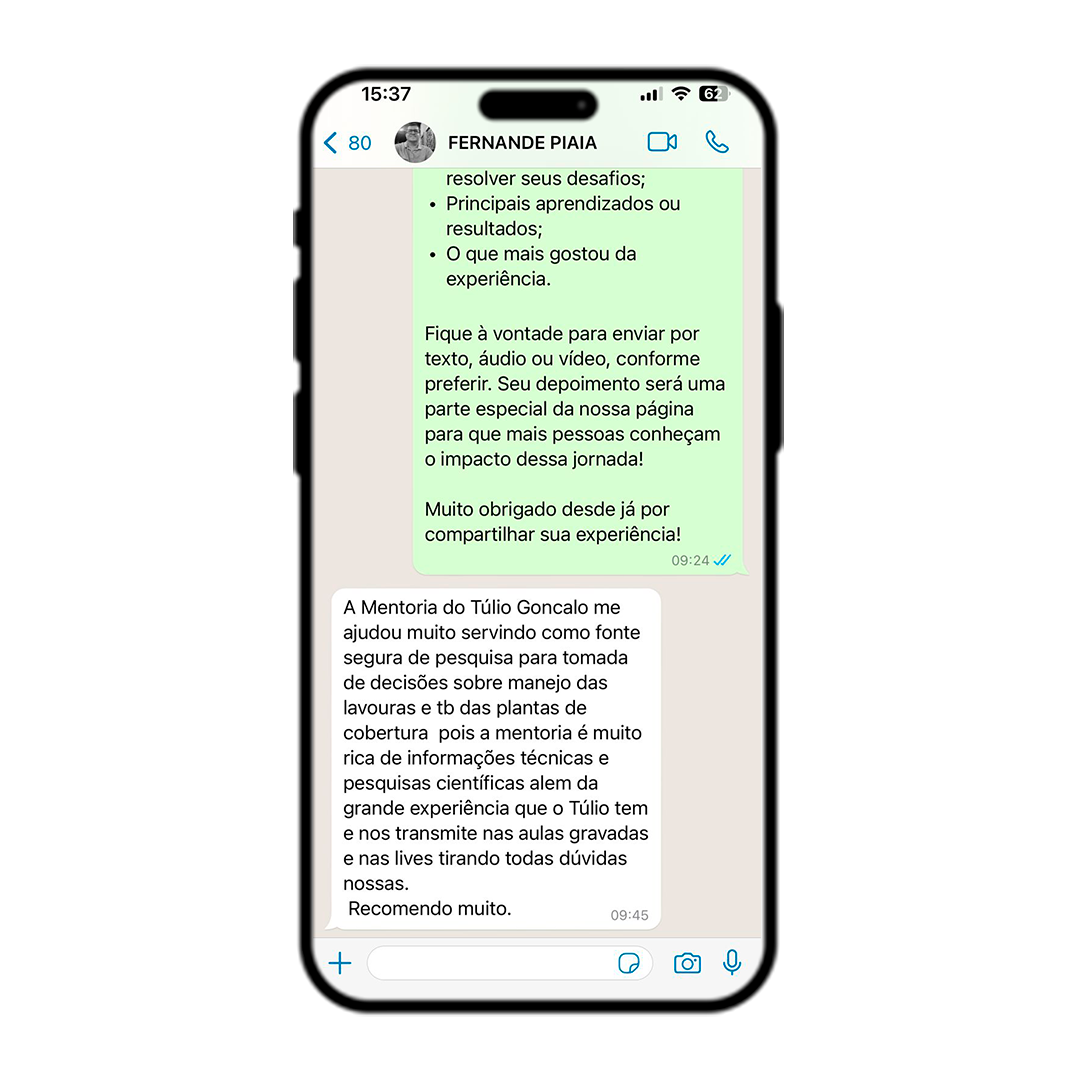 15:37
62
80 FERNANDE PIAIA
resolver seus desafios;
• Principais aprendizados ou
resultados;
• O que mais gostou da
experiência.
Fique à vontade para enviar por
texto, áudio ou vídeo, conforme
preferir. Seu depoimento será uma
parte especial da nossa página
para que mais pessoas conheçam
o impacto dessa jornada!
Muito obrigado desde já por
compartilhar sua experiência!
09:24
A Mentoria do Túlio Goncalo me
ajudou muito servindo como fonte
segura de pesquisa para tomada
de decisões sobre manejo das
lavouras e tb das plantas de
cobertura  pois a mentoria é muito
rica de informações técnicas e
pesquisas científicas alem da
grande experiência que o Túlio tem
e nos transmite nas aulas gravadas
e nas lives tirando todas dúvidas
nossas.
Recomendo muito.
09:45